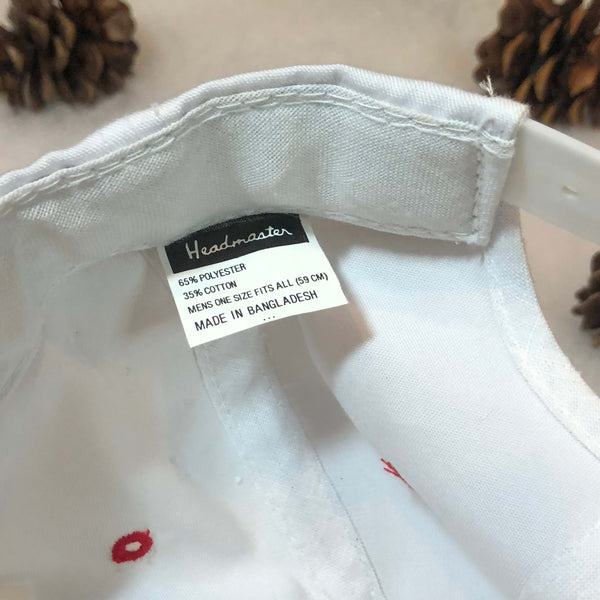 Headmaster
65% POLYESTER
35% COTTON
MENS ONE SIZE FITS ALL (59 CM)
MADE IN BANGLADESH
...